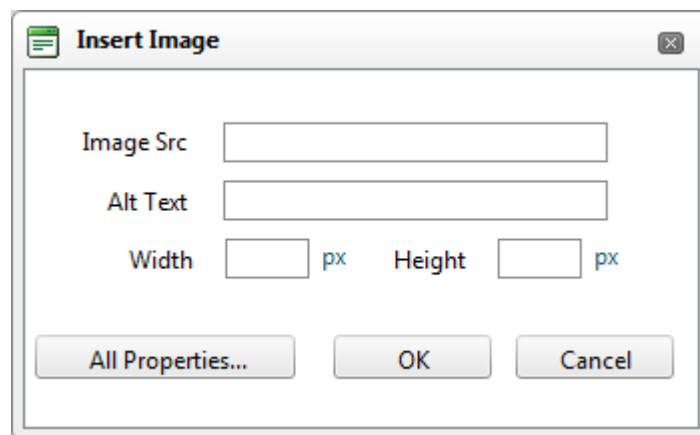 Insert Image
Image Src
Alt Text
Width px Height px
All Properties... OK Cancel